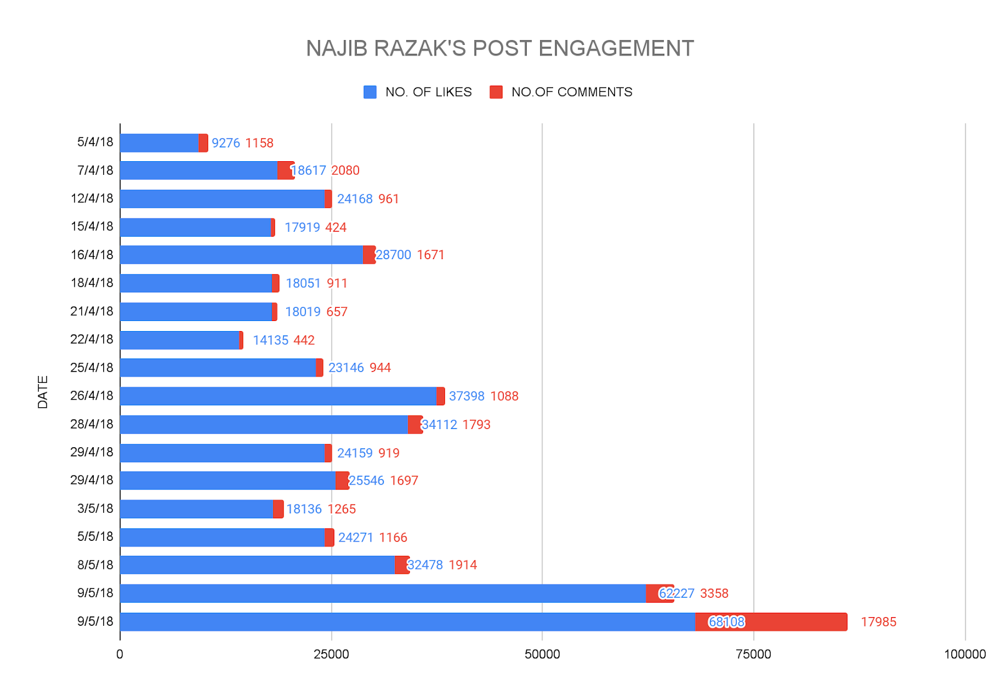 NAJIB RAZAK'S POST ENGAGEMENT
NO. OF LIKES NO.OF COMMENTS
5/4/18 9276 1158
7/4/18 18617 2080
12/4/18 24168 961
15/4/18 17919 424
16/4/18 28700 1671
18/4/18 18051 911
21/4/18 18019 657
22/4/18 14135 442
25/4/18 23146 944
DATE
26/4/18 37398 1088
28/4/18 34112 1793
29/4/18 24159 919
29/4/18 25546 1697
3/5/18 18136 1265
5/5/18 24271 1166
8/5/18 32478 1914
9/5/18 62227 3358
9/5/18 68108 17985
0 25000 50000 75000 100000